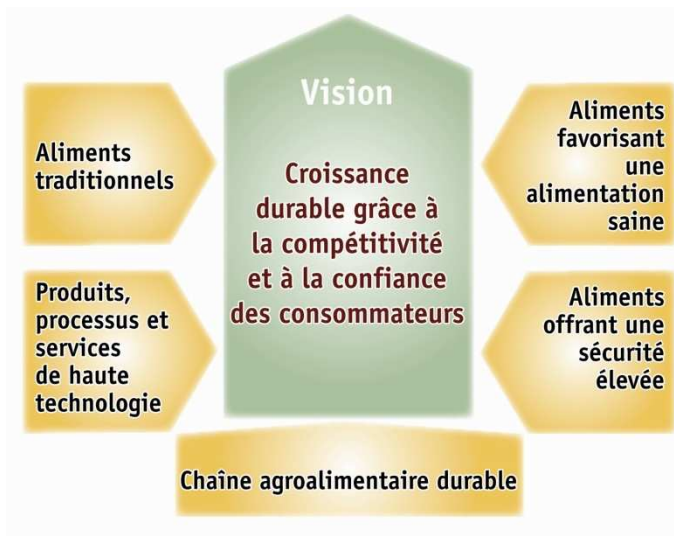 Vision
Croissance
durable grâce à
la compétitivité
et à la confiance
des consommateurs
Aliments
traditionnels
Produits,
processus et
services
de haute
technologie
Aliments
favorisant
une
alimentation
saine
Aliments
offrant une
sécurité
élevée
Chaîne agroalimentaire durable